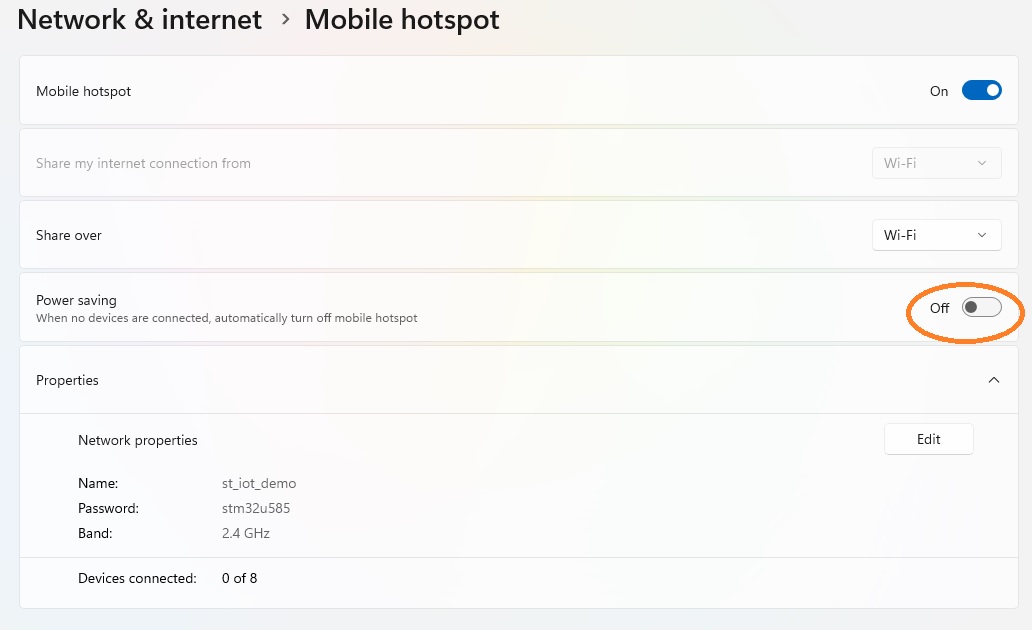 Network & internet > Mobile hotspot
Mobile hotspot On
Share my internet connection from Wi-Fi
Share over Wi-Fi
Power saving
When no devices are connected, automatically turn off mobile hotspot Off
Properties
Network properties Edit
Name: st_iot_demo
Password: stm32u585
Band: 2.4 GHz
Devices connected: 0 of 8